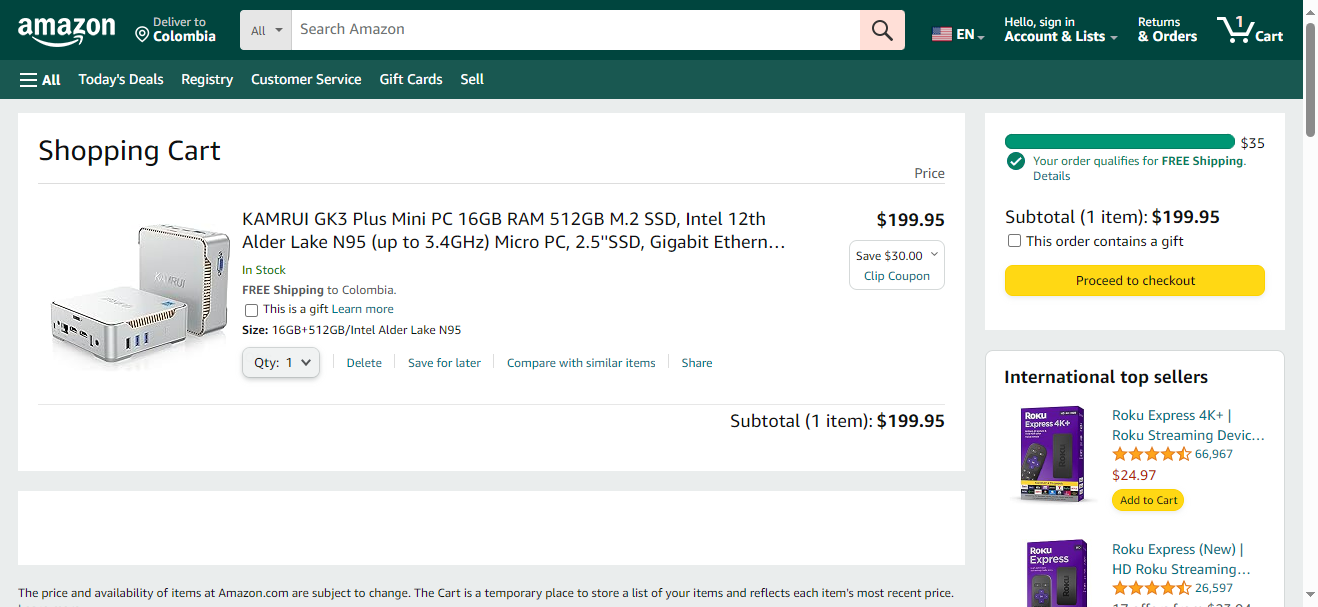 amazon
Deliver to
Colombia
All
Search Amazon
EN
Hello, sign in
Account & Lists
Returns
& Orders
1
Cart
All
Today's Deals
Registry
Customer Service
Gift Cards
Sell
Shopping Cart
Price
KAMRUI GK3 Plus Mini PC 16GB RAM 512GB M.2 SSD, Intel 12th
Alder Lake N95 (up to 3.4GHz) Micro PC, 2.5''SSD, Gigabit Ethern…
$199.95
Save $30.00
Clip Coupon
In Stock
FREE Shipping to Colombia.
This is a gift Learn more
Size: 16GB+512GB/Intel Alder Lake N95
Qty: 1
Delete
Save for later
Compare with similar items
Share
KAMRUI
Subtotal (1 item): $199.95
The price and availability of items at Amazon.com are subject to change. The Cart is a temporary place to store a list of your items and reflects each item's most recent price.
$35
Your order qualifies for FREE Shipping.
Details
Subtotal (1 item): $199.95
This order contains a gift
Proceed to checkout
International top sellers
Roku
Express 4K+
Roku Express 4K+ |
Roku Streaming Devic…
66,967
$24.97
Add to Cart
Roku
Express
Roku Express (New) |
HD Roku Streaming…
26,597